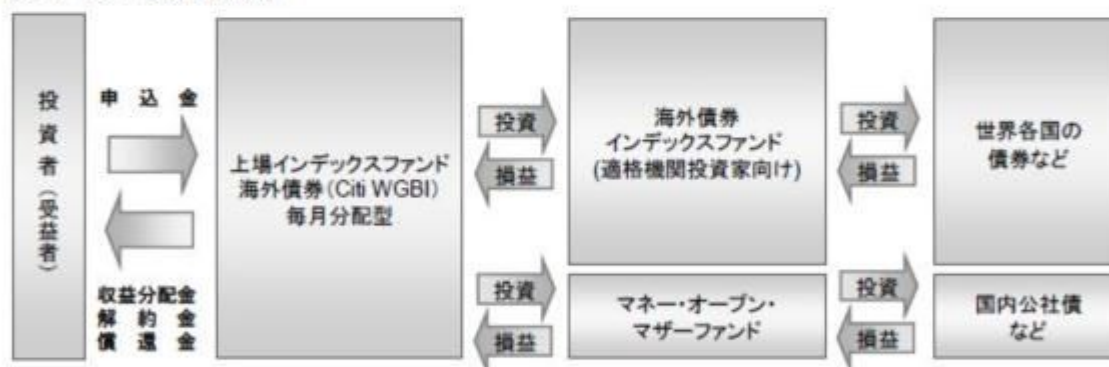 投資者（受益者）
申込金
収益分配金
解約金
償還金
上場インデックスファンド
海外債券（Citi WGBI）
毎月分配型
投資
損益
投資
損益
海外債券
インデックスファンド
(適格機関投資家向け)
マネー・オープン・
マザーファンド
投資
損益
投資
損益
世界各国の
債券など
国内公社債
など